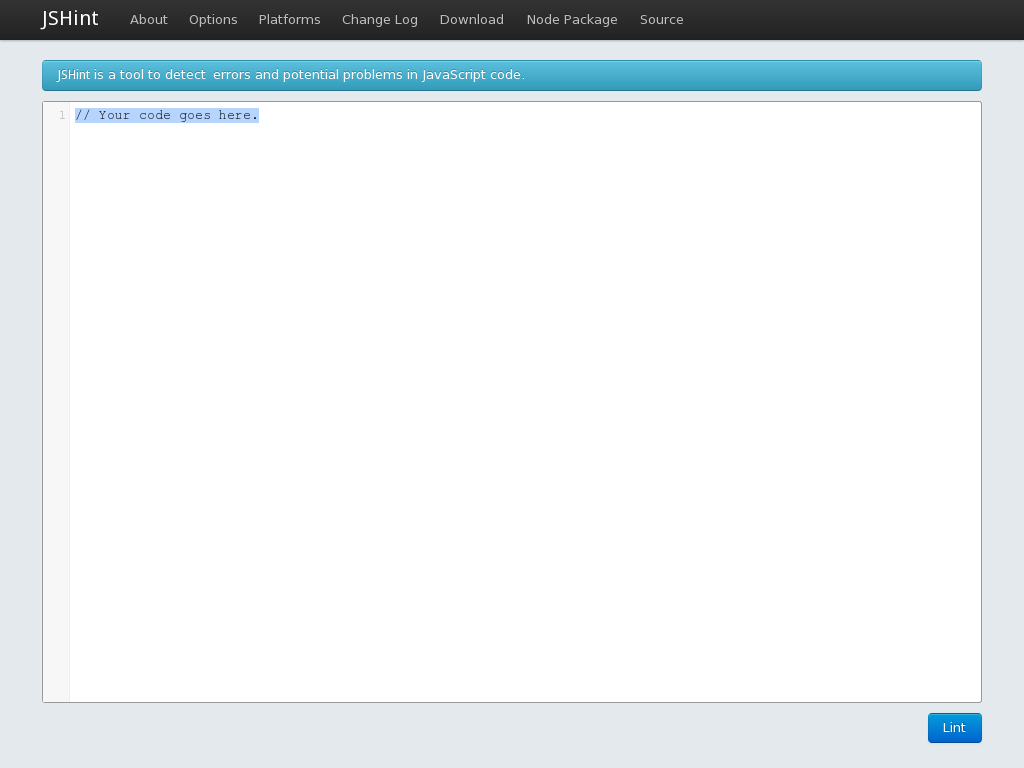 JSHint About Options Platforms Change Log Download Node Package Source
JSHint is a tool to detect errors and potential problems in JavaScript code.
1 // Your code goes here.
Lint